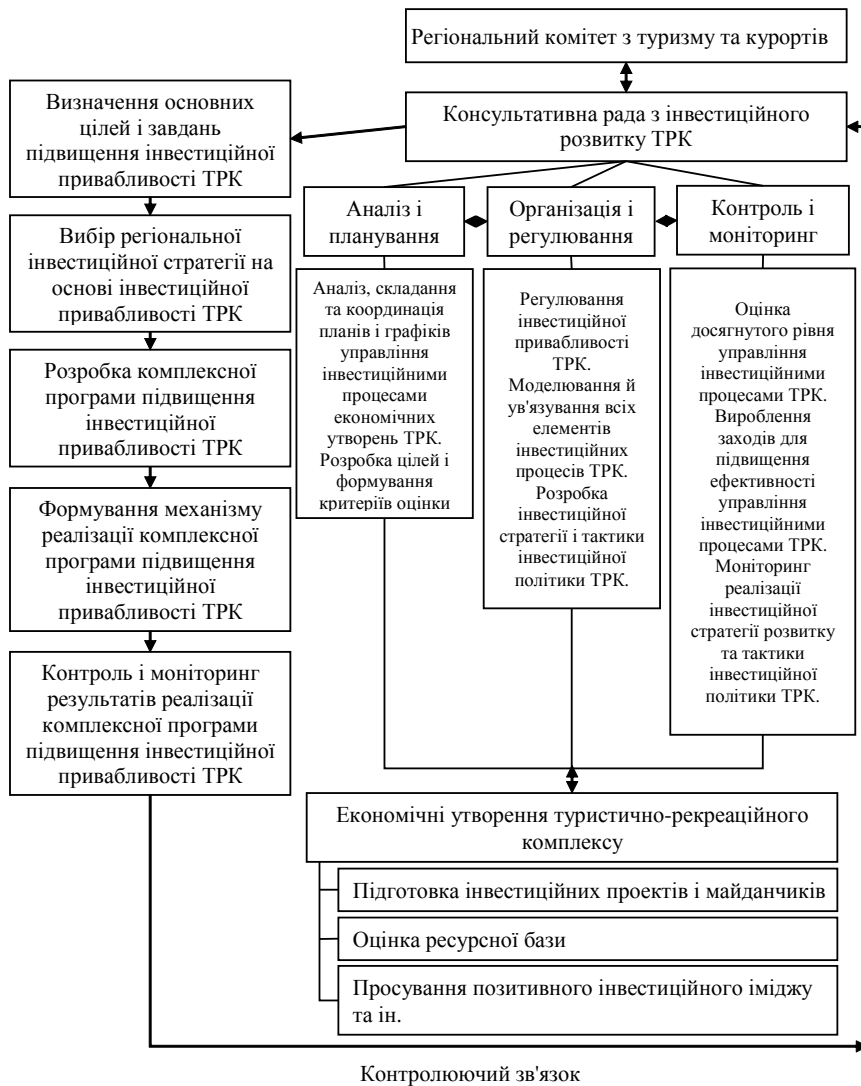 Регіональний комітет з туризму та курортів
Консультативна рада з інвестиційного
розвитку ТРК
Визначення основних
цілей і завдань
підвищення інвестиційної
привабливості ТРК
Вибір регіональної
інвестиційної стратегії на
основі інвестиційної
привабливості ТРК
Розробка комплексної
програми підвищення
інвестиційної
привабливості ТРК
Формування механізму
реалізації комплексної
програми підвищення
інвестиційної
привабливості ТРК
Контроль і моніторинг
результатів реалізації
комплексної програми
підвищення інвестиційної
привабливості ТРК
Аналіз і
планування
Організація і
регулювання
Контроль і
моніторинг
Аналіз, складання
та координація
планів і графіків
управління
інвестиційними
процесами
економічних
утворень ТРК.
Розробка цілей і
формування
критеріїв оцінки
Регулювання
інвестиційної
привабливості
ТРК.
Моделювання й
ув'язування всіх
елементів
інвестиційних
процесів ТРК.
Розробка
інвестиційної
стратегії і тактики
інвестиційної
політики ТРК.
Оцінка
досягнутого рівня
управління
інвестиційними
процесами ТРК.
Вироблення
заходів для
підвищення
ефективності
управління
інвестиційними
процесами ТРК.
Моніторинг
реалізації
інвестиційної
стратегії розвитку
та тактики
інвестиційної
політики ТРК.
Економічні утворення туристично-рекреаційного
комплексу
Підготовка інвестиційних проектів і майданчиків
Оцінка ресурсної бази
Просування позитивного інвестиційного іміджу
та ін.
Контролюючий зв'язок